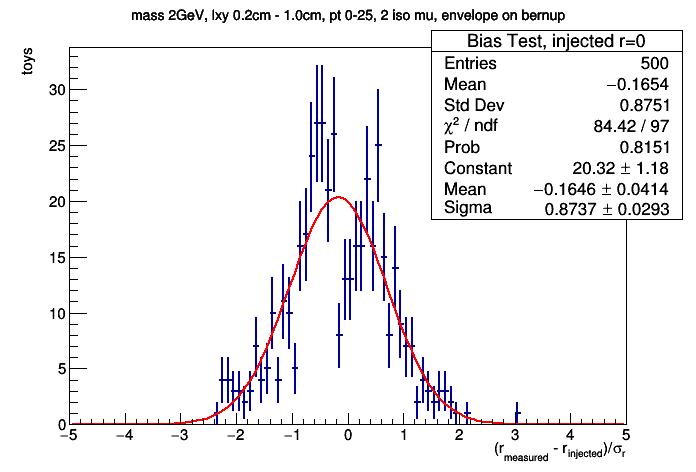 mass 2GeV, lxy 0.2cm - 1.0cm, pt 0-25, 2 iso mu, envelope on bernup
Bias Test, injected r=0
Entries 500
Mean −0.1654
Std Dev 0.8751
χ² / ndf 84.42 / 97
Prob 0.8151
Constant 20.32 ± 1.18
Mean −0.1646 ± 0.0414
Sigma 0.8737 ± 0.0293
toys
30
25
20
15
10
5
0
−5 −4 −3 −2 −1 0 1 2 3 4 5
(r_measured - r_injected)/σ_r